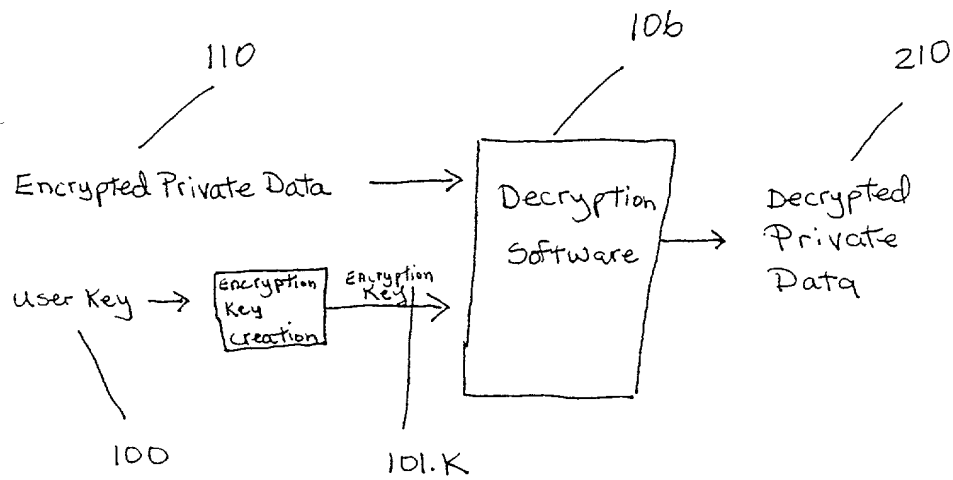 110
106
210
Encrypted Private Data
Decryption
Software
Decrypted
Private
Data
User Key
Encryption
Key
Creation
Encryption
Key
100
101.K